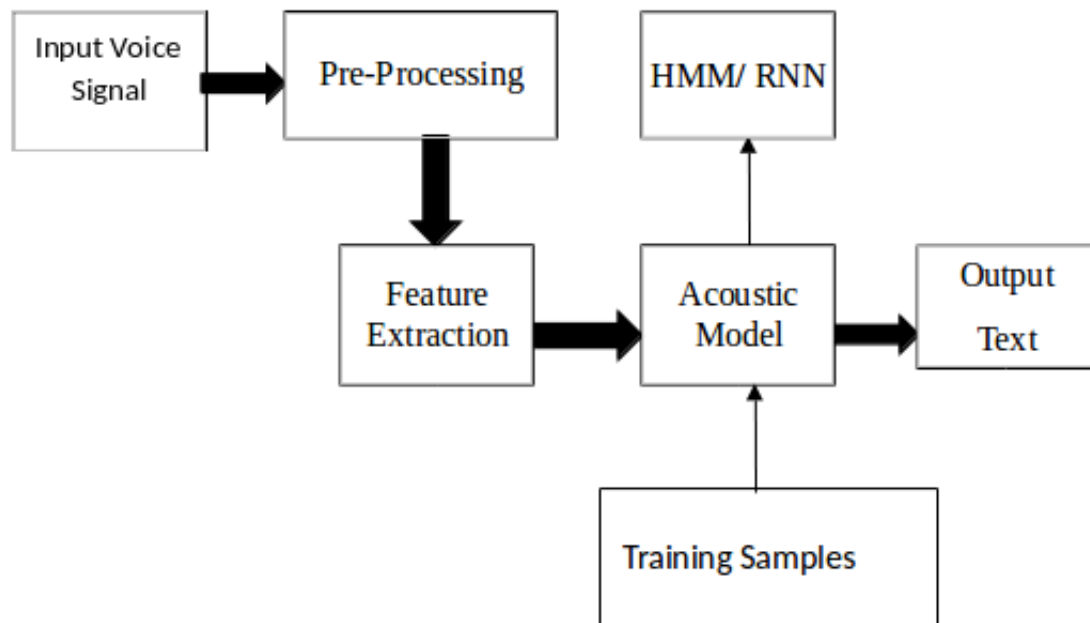 Input Voice
Signal
Pre-Processing
HMM/ RNN
Feature
Extraction
Acoustic
Model
Output
Text
Training Samples